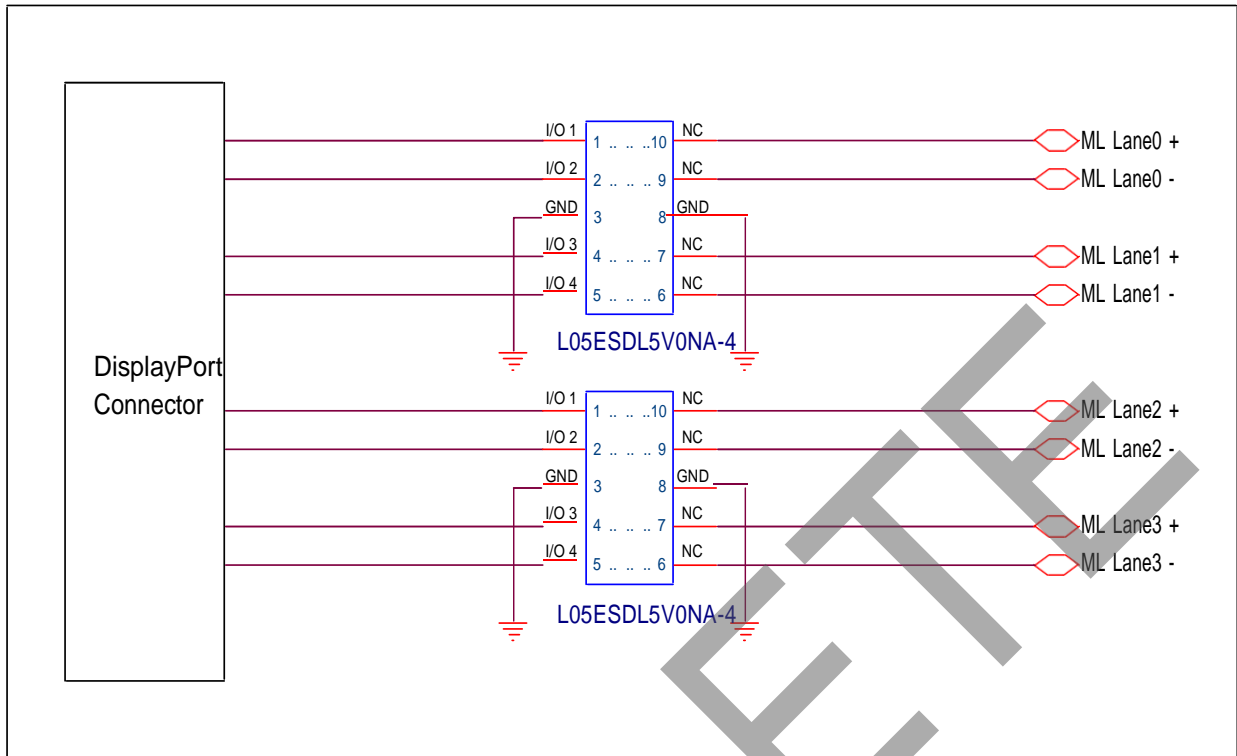 I/O 1 1 .. .. ..10 NC ML Lane0 +
I/O 2 2 .. .. .. 9 NC ML Lane0 -
GND 3 8 GND
I/O 3 4 .. .. .. 7 NC ML Lane1 +
I/O 4 5 .. .. .. 6 NC ML Lane1 -
L05ESDL5V0NA-4
DisplayPort
Connector
I/O 1 1 .. .. ..10 NC ML Lane2 +
I/O 2 2 .. .. .. 9 NC ML Lane2 -
GND 3 8 GND
I/O 3 4 .. .. .. 7 NC ML Lane3 +
I/O 4 5 .. .. .. 6 NC ML Lane3 -
L05ESDL5V0NA-4
ETE